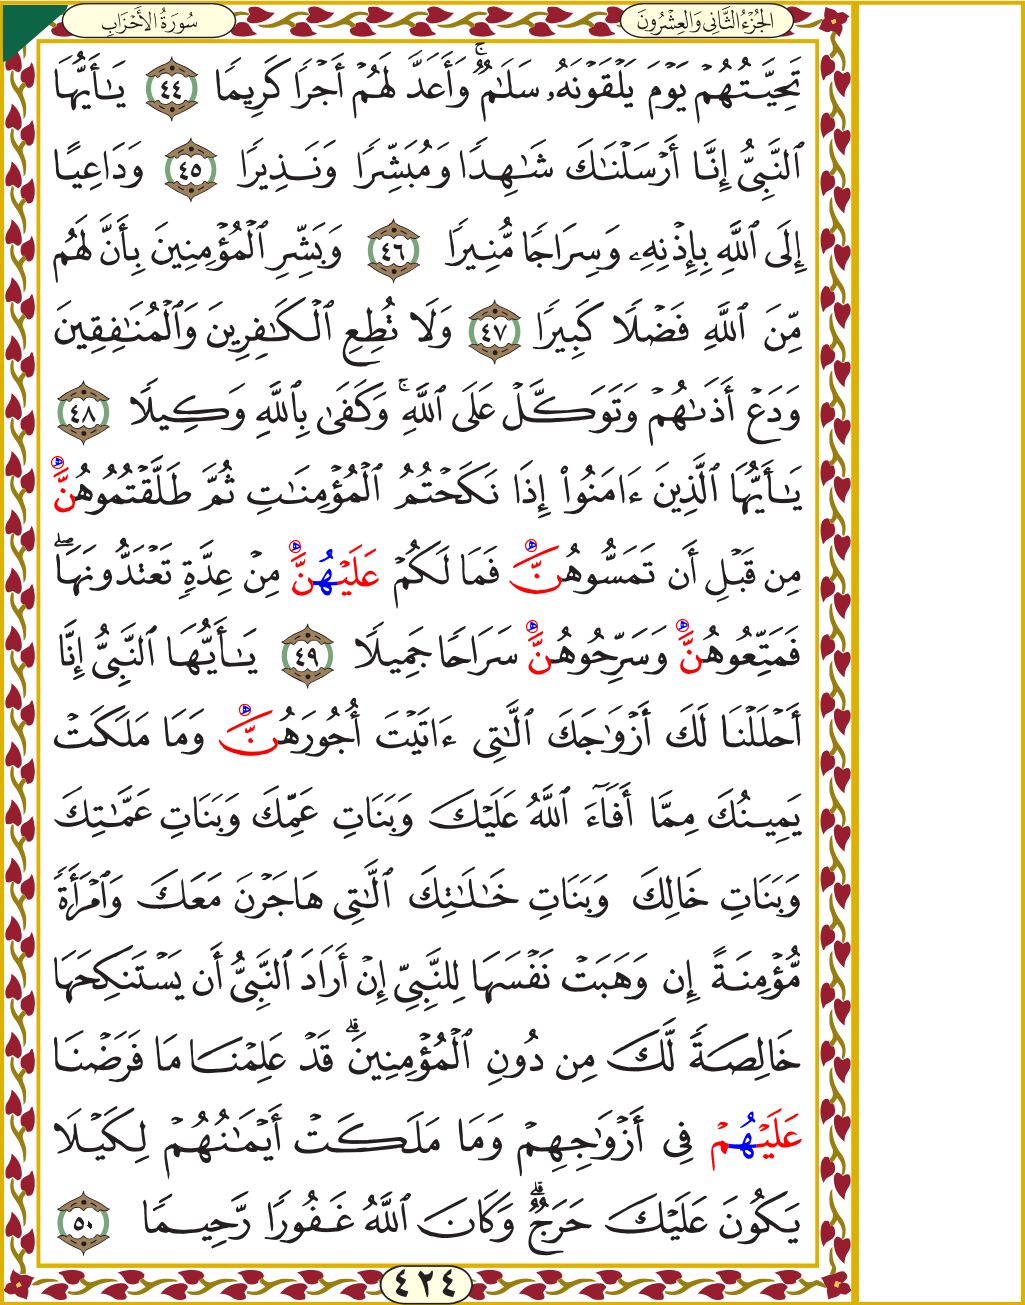 الجُزْءُ الثَّانِي وَالعِشْرُونَ
سُورَةُ الأَحْزَابِ
تَحِيَّتُهُمْ يَوْمَ يَلْقَوْنَهُۥ سَلَـٰمٌۭ ۚ وَأَعَدَّ لَهُمْ أَجْرًۭا كَرِيمًۭا ٤٤ يَـٰٓأَيُّهَا
ٱلنَّبِىُّ إِنَّآ أَرْسَلْنَـٰكَ شَـٰهِدًۭا وَمُبَشِّرًۭا وَنَذِيرًۭا ٤٥ وَدَاعِيًا
إِلَى ٱللَّهِ بِإِذْنِهِۦ وَسِرَاجًۭا مُّنِيرًۭا ٤٦ وَبَشِّرِ ٱلْمُؤْمِنِينَ بِأَنَّ لَهُم
مِّنَ ٱللَّهِ فَضْلًۭا كَبِيرًۭا ٤٧ وَلَا تُطِعِ ٱلْكَـٰفِرِينَ وَٱلْمُنَـٰفِقِينَ
وَدَعْ أَذَىٰهُمْ وَتَوَكَّلْ عَلَى ٱللَّهِ ۚ وَكَفَىٰ بِٱللَّهِ وَكِيلًۭا ٤٨
يَـٰٓأَيُّهَا ٱلَّذِينَ ءَامَنُوٓا۟ إِذَا نَكَحْتُمُ ٱلْمُؤْمِنَـٰتِ ثُمَّ طَلَّقْتُمُوهُنَّ
مِن قَبْلِ أَن تَمَسُّوهُنَّ فَمَا لَكُمْ عَلَيْهُنَّ مِنْ عِدَّةٍۢ تَعْتَدُّونَهَا ۖ
فَمَتِّعُوهُنَّ وَسَرِّحُوهُنَّ سَرَاحًۭا جَمِيلًۭا ٤٩ يَـٰٓأَيُّهَا ٱلنَّبِىُّ إِنَّآ
أَحْلَلْنَا لَكَ أَزْوَٰجَكَ ٱلَّـٰتِىٓ ءَاتَيْتَ أُجُورَهُنَّ وَمَا مَلَكَتْ
يَمِينُكَ مِمَّآ أَفَآءَ ٱللَّهُ عَلَيْكَ وَبَنَاتِ عَمِّكَ وَبَنَاتِ عَمَّـٰتِكَ
وَبَنَاتِ خَالِكَ وَبَنَاتِ خَـٰلَـٰتِكَ ٱلَّـٰتِى هَاجَرْنَ مَعَكَ وَٱمْرَأَةًۭ
مُّؤْمِنَةً إِن وَهَبَتْ نَفْسَهَا لِلنَّبِىِّ إِنْ أَرَادَ ٱلنَّبِىُّ أَن يَسْتَنكِحَهَا
خَالِصَةًۭ لَّكَ مِن دُونِ ٱلْمُؤْمِنِينَ ۗ قَدْ عَلِمْنَا مَا فَرَضْنَا
عَلَيْهُمْ فِىٓ أَزْوَٰجِهِمْ وَمَا مَلَكَتْ أَيْمَـٰنُهُمْ لِكَيْلَا
يَكُونَ عَلَيْكَ حَرَجٌۭ ۗ وَكَانَ ٱللَّهُ غَفُورًۭا رَّحِيمًۭا ٥٠
٤٢٤